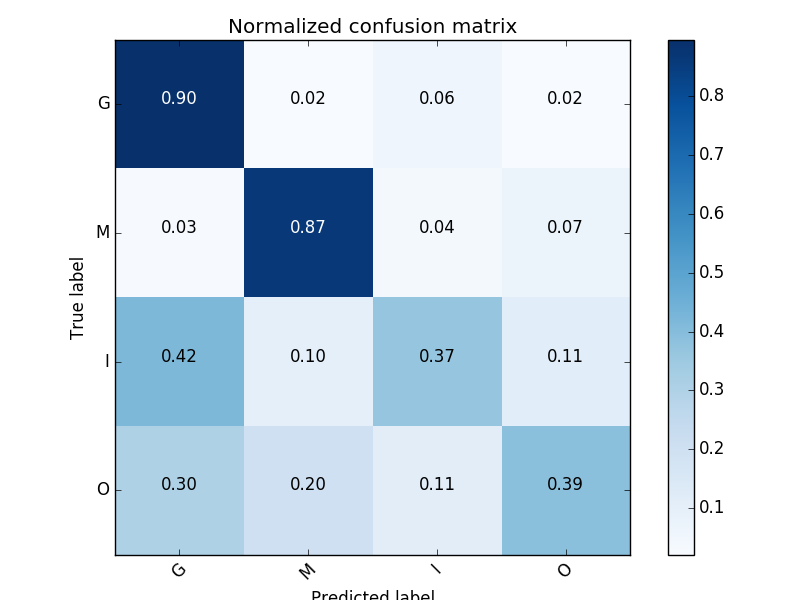 Normalized confusion matrix
G 0.90 0.02 0.06 0.02
M 0.03 0.87 0.04 0.07
I 0.42 0.10 0.37 0.11
O 0.30 0.20 0.11 0.39
G M I O
True label
Predicted label
0.8
0.7
0.6
0.5
0.4
0.3
0.2
0.1